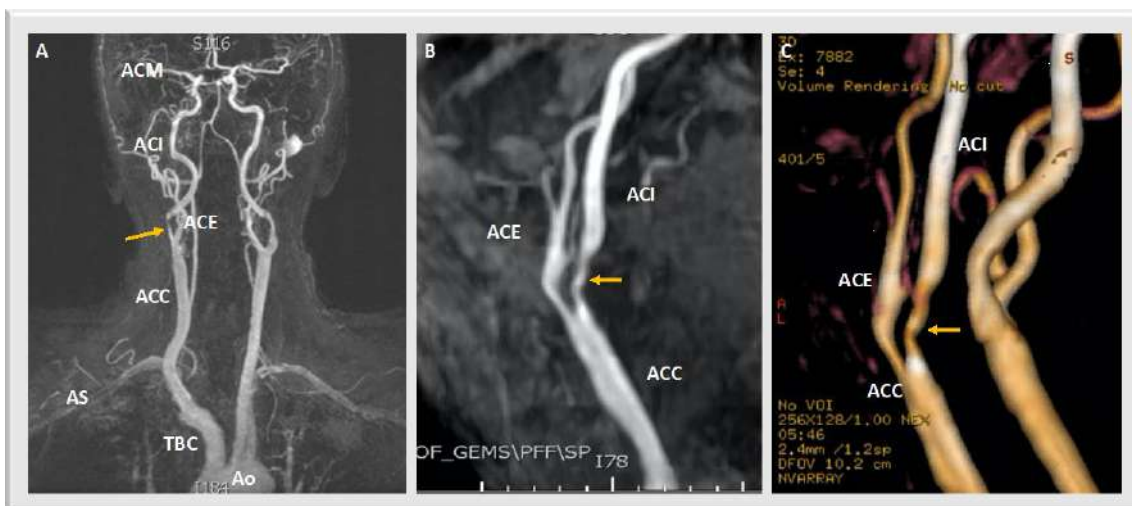 A
S116
ACM
ACI
ACE
ACC
AS
TBC
Ao
I184
B
ACI
ACE
ACC
OF_GEMS\PFF\SP I78
C
3D
Ex: 7882
Se: 4
Volume Rendering No cut
S
ACI
401/5
ACE
A
L
ACC
No VOI
256X128/1.00 NEX
05:46
2.4mm /1.2sp
DFOV 10.2 cm
NVARRAY